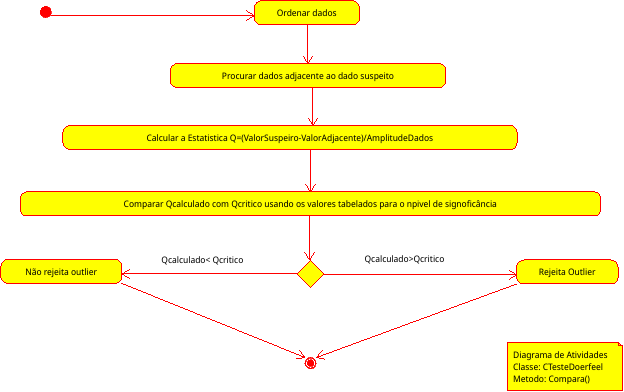 Ordenar dados
Procurar dados adjacente ao dado suspeito
Calcular a Estatistica Q=(ValorSuspeiro-ValorAdjacente)/AmplitudeDados
Comparar Qcalculado com Qcritico usando os valores tabelados para o npivel de signoficância
Qcalculado< Qcritico
Qcalculado>Qcritico
Não rejeita outlier
Rejeita Outlier
Diagrama de Atividades
Classe: CTesteDoerfeel
Metodo: Compara()